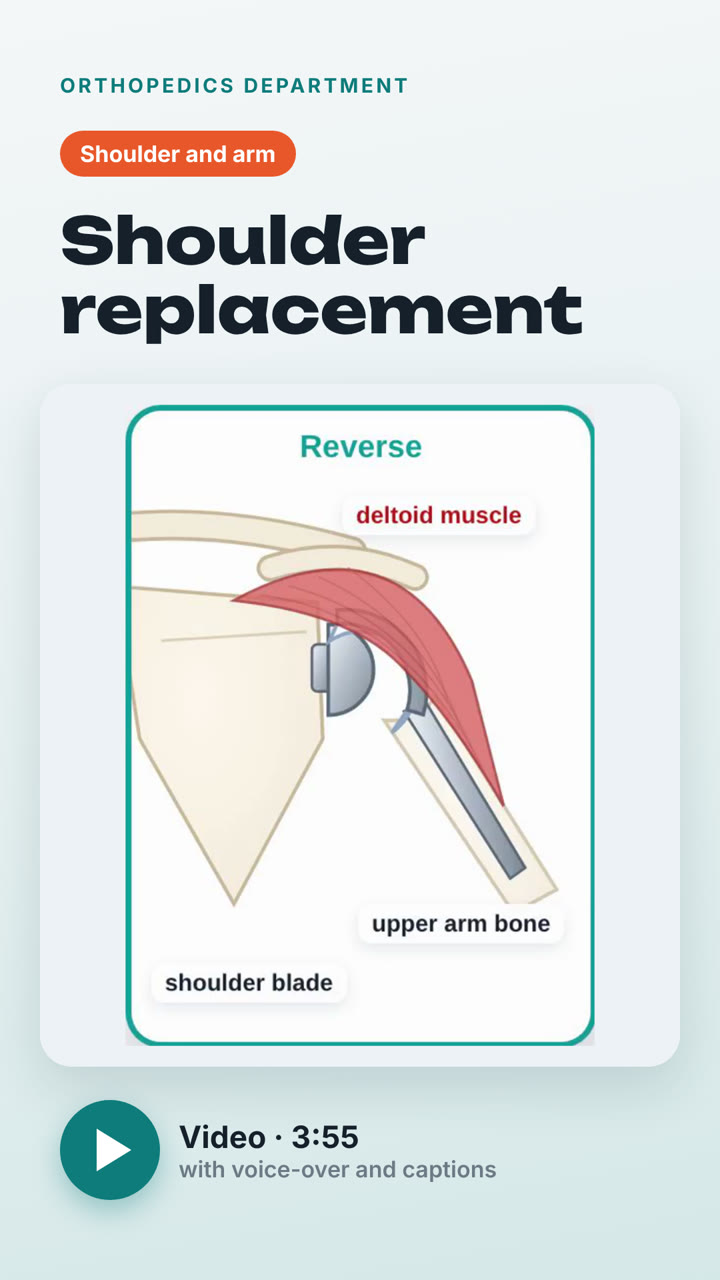 ORTHOPEDICS DEPARTMENT
Shoulder and arm
Shoulder
replacement
Reverse
deltoid muscle
upper arm bone
shoulder blade
Video · 3:55
with voice-over and captions